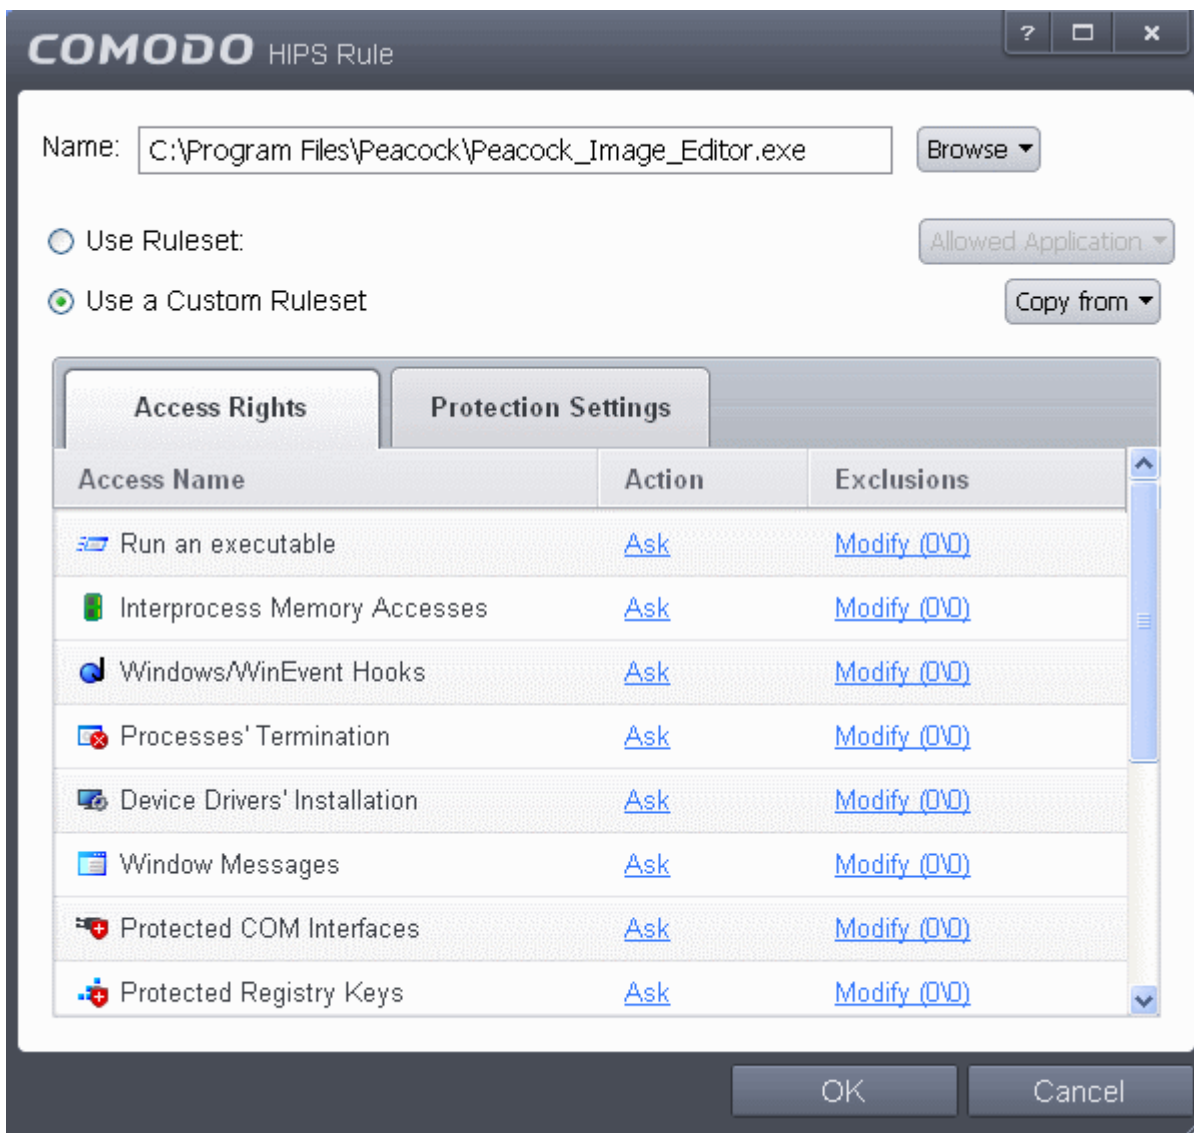 COMODO HIPS Rule
?
Name: C:\Program Files\Peacock\Peacock_Image_Editor.exe Browse
Use Ruleset: Allowed Application
Use a Custom Ruleset Copy from
Access Rights Protection Settings
Access Name Action Exclusions
Run an executable Ask Modify (0\0)
Interprocess Memory Accesses Ask Modify (0\0)
Windows/WinEvent Hooks Ask Modify (0\0)
Processes' Termination Ask Modify (0\0)
Device Drivers' Installation Ask Modify (0\0)
Window Messages Ask Modify (0\0)
Protected COM Interfaces Ask Modify (0\0)
Protected Registry Keys Ask Modify (0\0)
OK Cancel